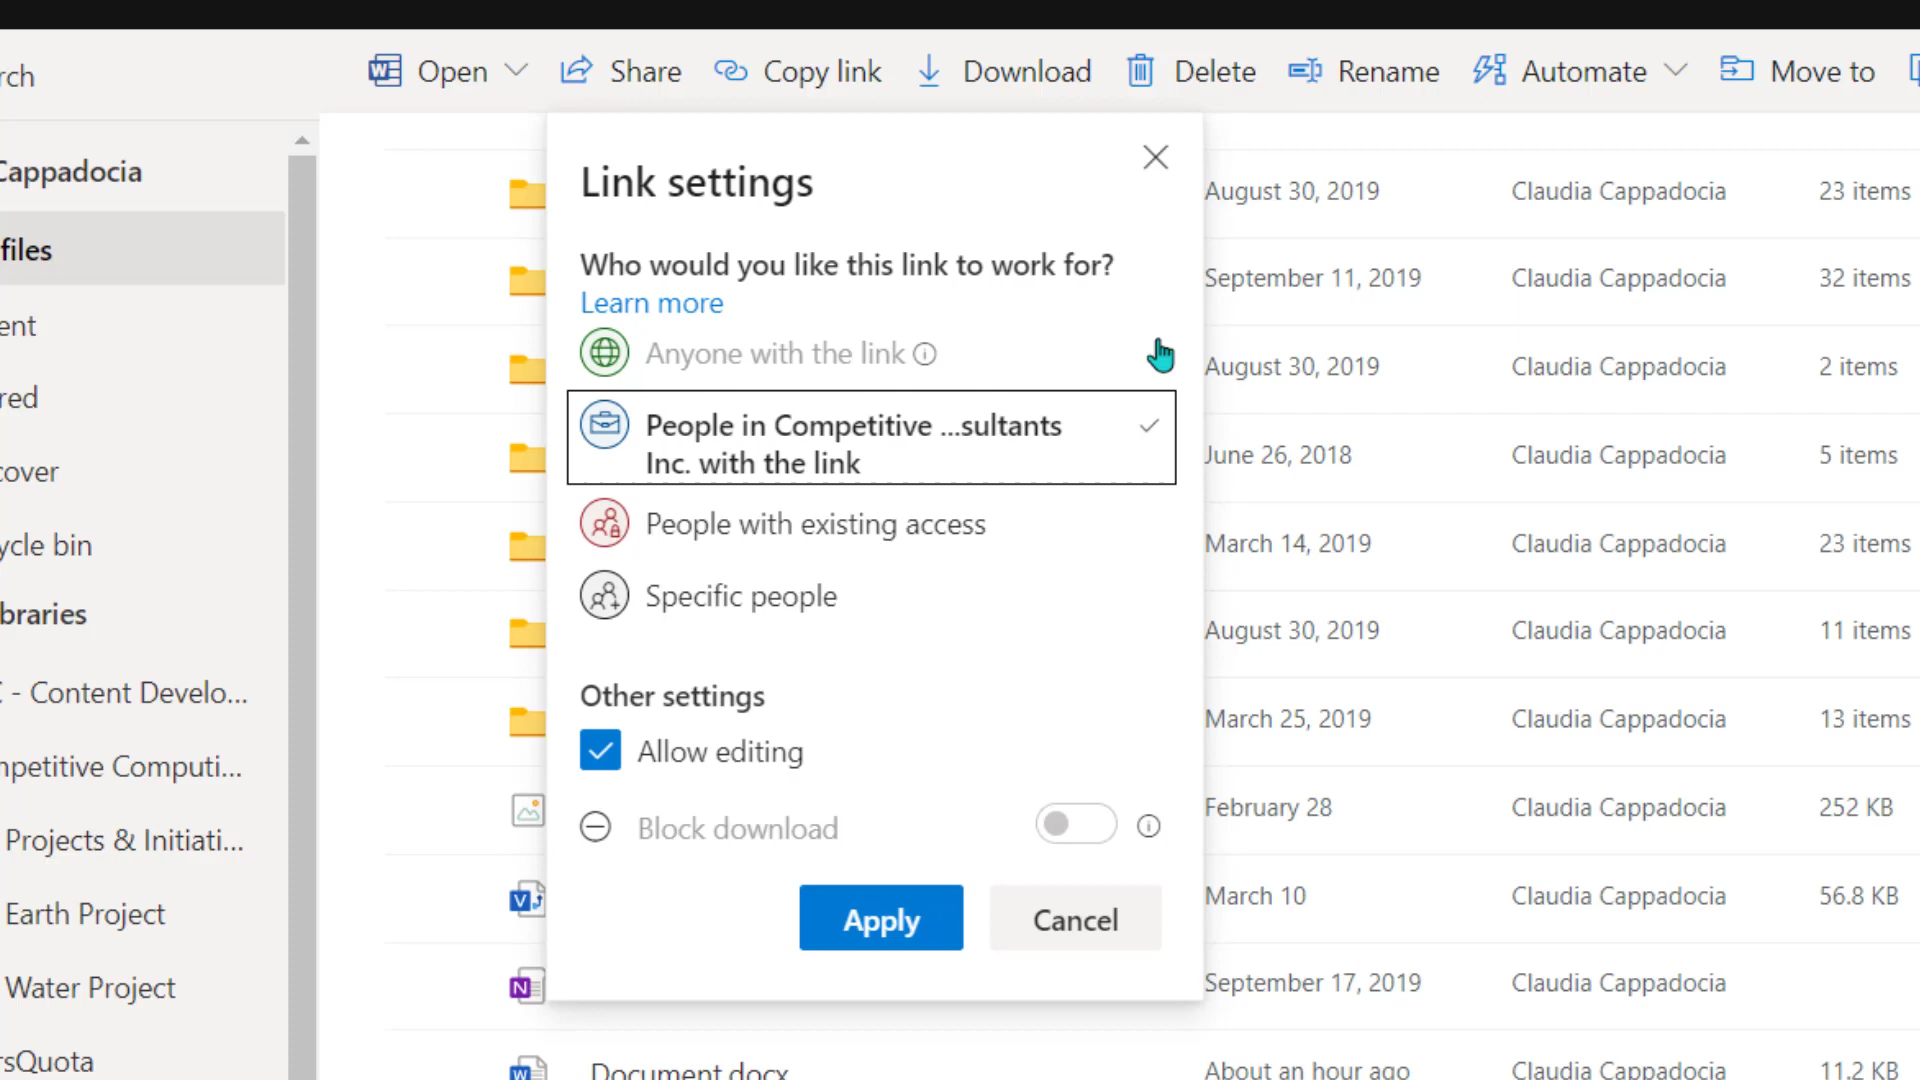 rch
Open
Share
Copy link
Download
Delete
Rename
Automate
Move to
Cappadocia
files
ent
red
cover
ycle bin
braries
- Content Develo...
mpetitive Computi...
Projects & Initiati...
Earth Project
Water Project
rsQuota
Link settings
Who would you like this link to work for?
Learn more
Anyone with the link
People in Competitive ...sultants
Inc. with the link
People with existing access
Specific people
Other settings
Allow editing
Block download
Apply
Cancel
August 30, 2019 Claudia Cappadocia 23 items
September 11, 2019 Claudia Cappadocia 32 items
August 30, 2019 Claudia Cappadocia 2 items
June 26, 2018 Claudia Cappadocia 5 items
March 14, 2019 Claudia Cappadocia 23 items
August 30, 2019 Claudia Cappadocia 11 items
March 25, 2019 Claudia Cappadocia 13 items
February 28 Claudia Cappadocia 252 KB
March 10 Claudia Cappadocia 56.8 KB
September 17, 2019 Claudia Cappadocia
Document.docx About an hour ago Claudia Cappadocia 11.2 KB